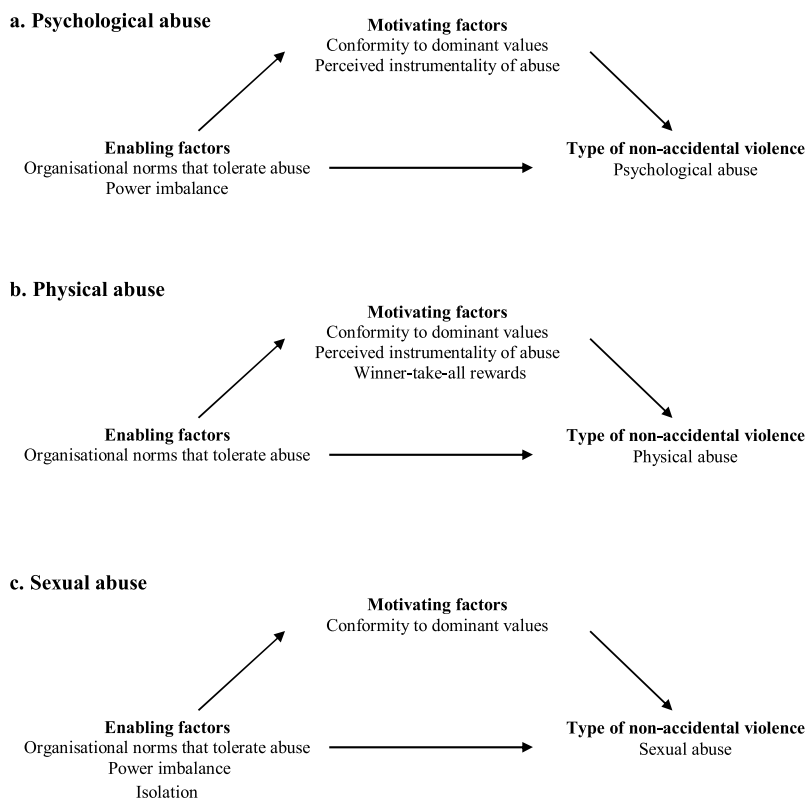 a. Psychological abuse
Motivating factors
Conformity to dominant values
Perceived instrumentality of abuse
Enabling factors
Organisational norms that tolerate abuse
Power imbalance
Type of non-accidental violence
Psychological abuse
b. Physical abuse
Motivating factors
Conformity to dominant values
Perceived instrumentality of abuse
Winner-take-all rewards
Enabling factors
Organisational norms that tolerate abuse
Type of non-accidental violence
Physical abuse
c. Sexual abuse
Motivating factors
Conformity to dominant values
Enabling factors
Organisational norms that tolerate abuse
Power imbalance
Isolation
Type of non-accidental violence
Sexual abuse